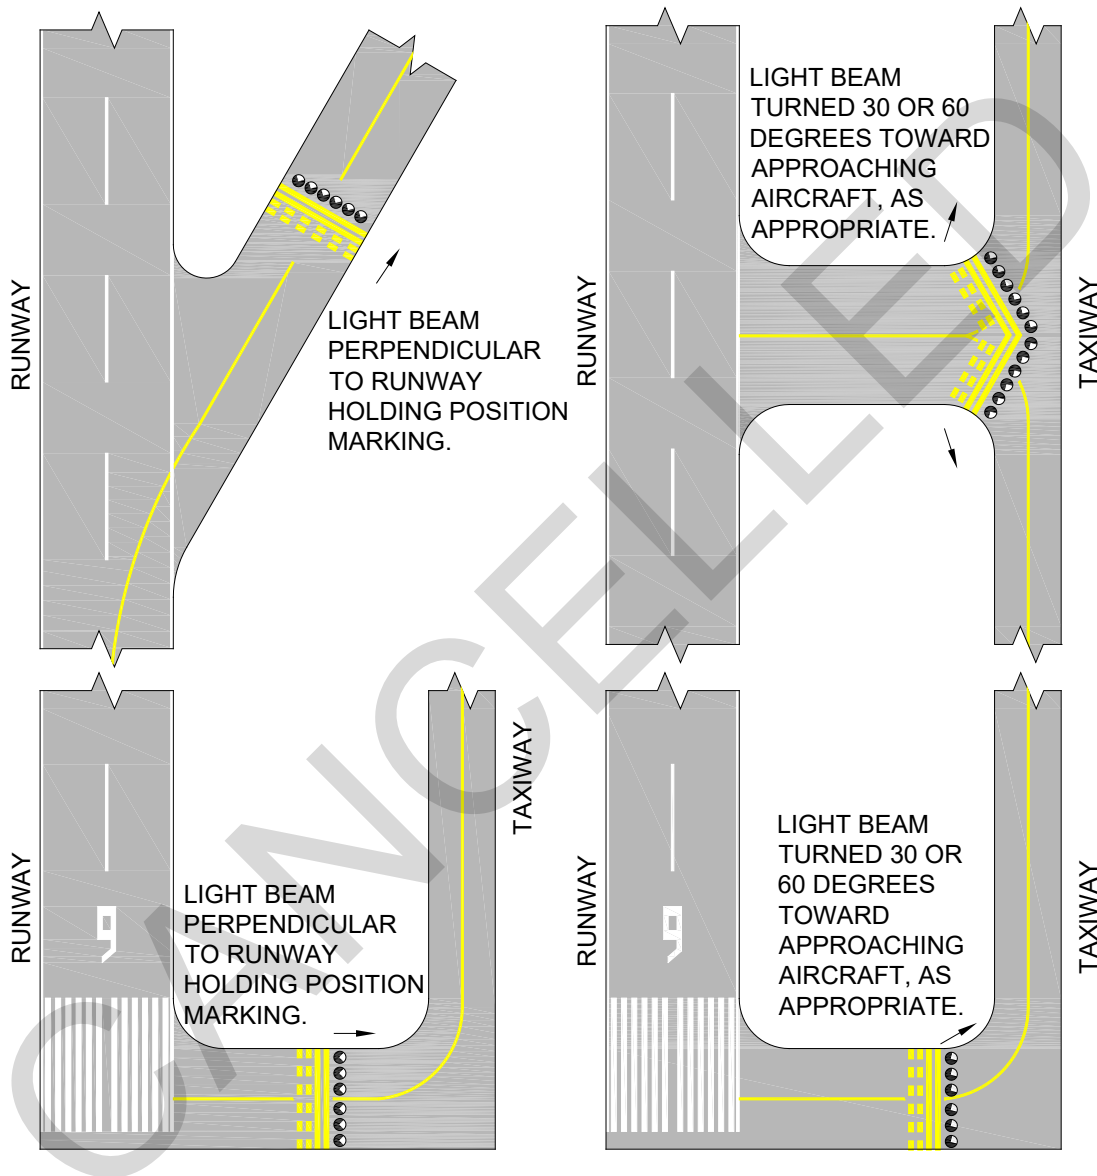 RUNWAY
LIGHT BEAM
PERPENDICULAR
TO RUNWAY
HOLDING POSITION
MARKING.
RUNWAY
LIGHT BEAM
TURNED 30 OR 60
DEGREES TOWARD
APPROACHING
AIRCRAFT, AS
APPROPRIATE.
TAXIWAY
RUNWAY
9
LIGHT BEAM
PERPENDICULAR
TO RUNWAY
HOLDING POSITION
MARKING.
TAXIWAY
RUNWAY
9
LIGHT BEAM
TURNED 30 OR
60 DEGREES
TOWARD
APPROACHING
AIRCRAFT, AS
APPROPRIATE.
TAXIWAY
CANCELLED